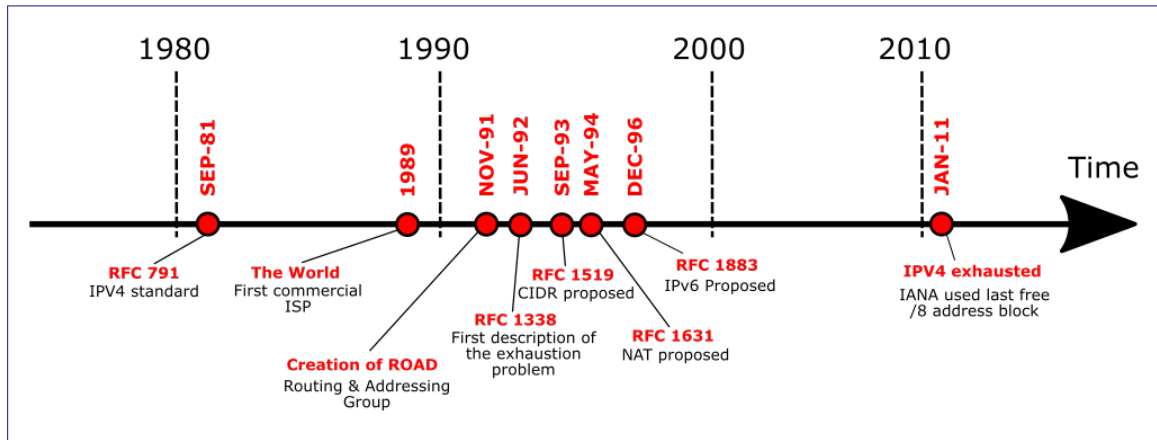 1980
1990
2000
2010
SEP-81
1989
NOV-91
JUN-92
SEP-93
MAY-94
DEC-96
JAN-11
Time
RFC 791
IPV4 standard
The World
First commercial
ISP
Creation of ROAD
Routing & Addressing
Group
RFC 1338
First description of
the exhaustion
problem
RFC 1519
CIDR proposed
RFC 1631
NAT proposed
RFC 1883
IPv6 Proposed
IPV4 exhausted
IANA used last free
/8 address block